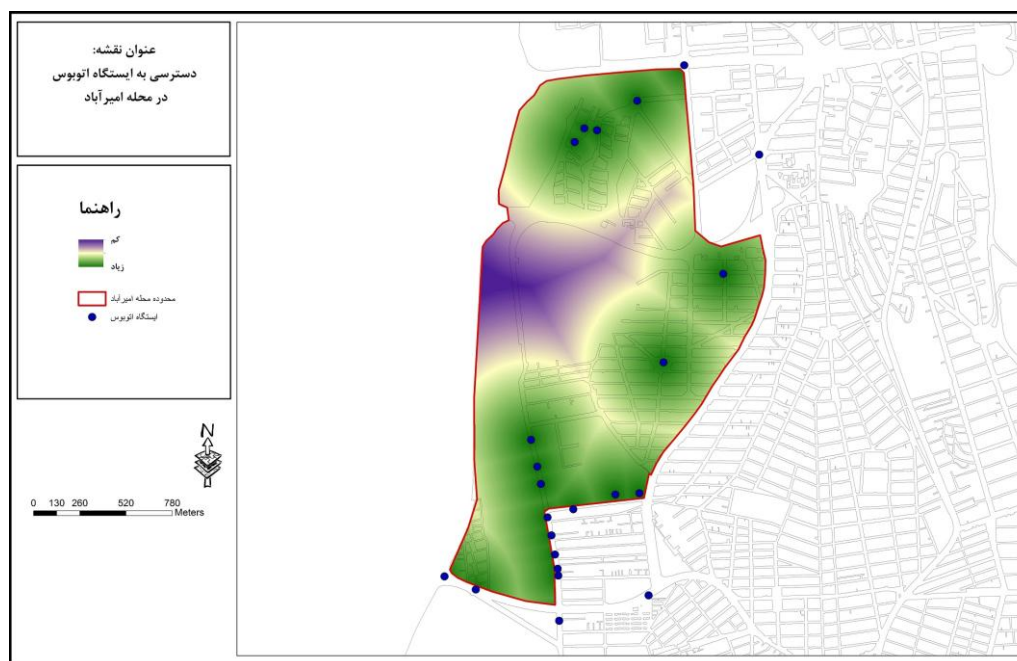 عنوان نقشه:
دسترسی به ایستگاه اتوبوس
در محله امیرآباد
راهنما
کم
زیاد
محدوده محله امیرآباد
ایستگاه اتوبوس
N
0 130 260 520 780
Meters